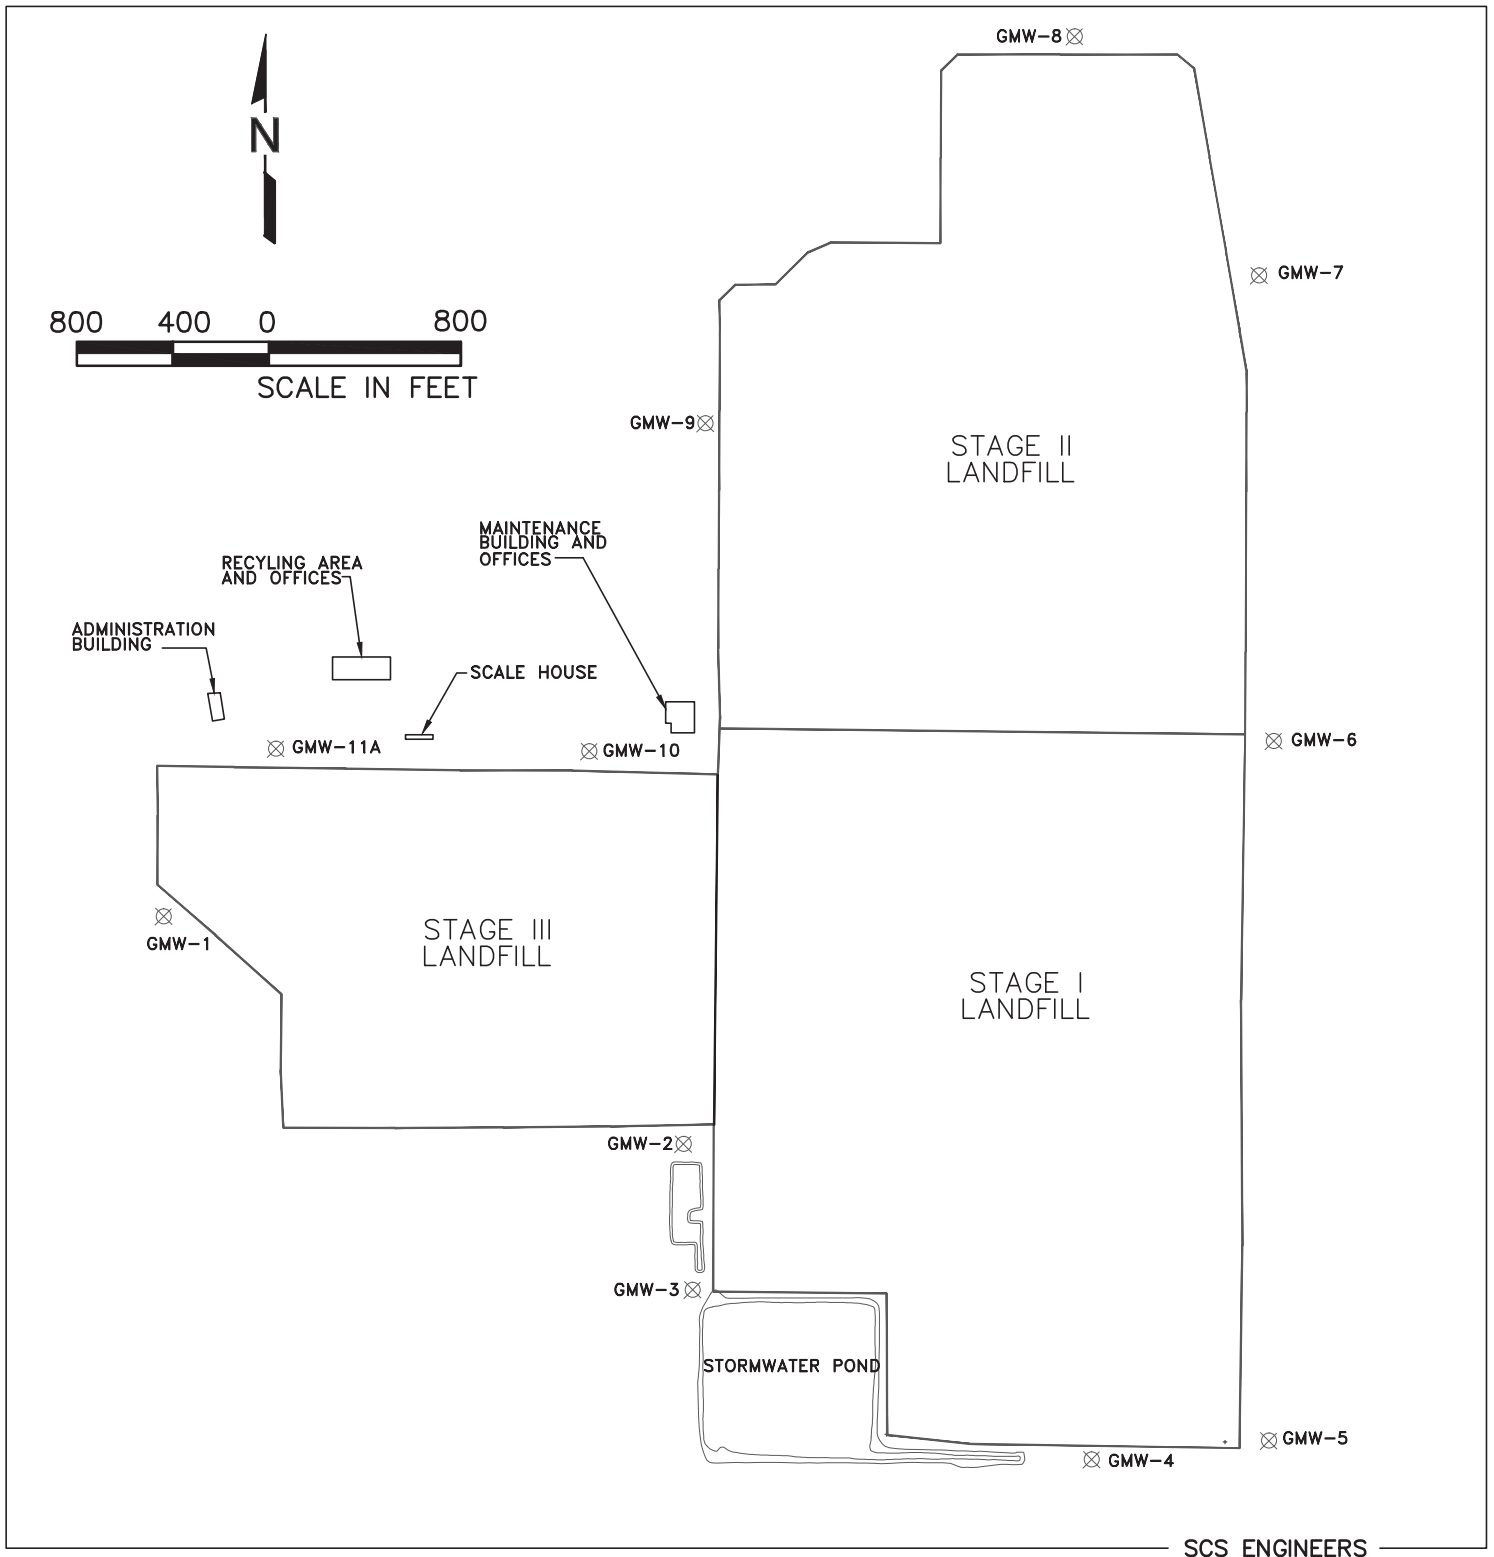 GMW-8
N
GMW-7
800 400 0 800
SCALE IN FEET
GMW-9
STAGE II
LANDFILL
MAINTENANCE
BUILDING AND
OFFICES
RECYLING AREA
AND OFFICES
ADMINISTRATION
BUILDING
SCALE HOUSE
GMW-11A
GMW-10
GMW-6
STAGE III
LANDFILL
GMW-1
STAGE I
LANDFILL
GMW-2
GMW-3
STORMWATER POND
GMW-5
GMW-4
SCS ENGINEERS